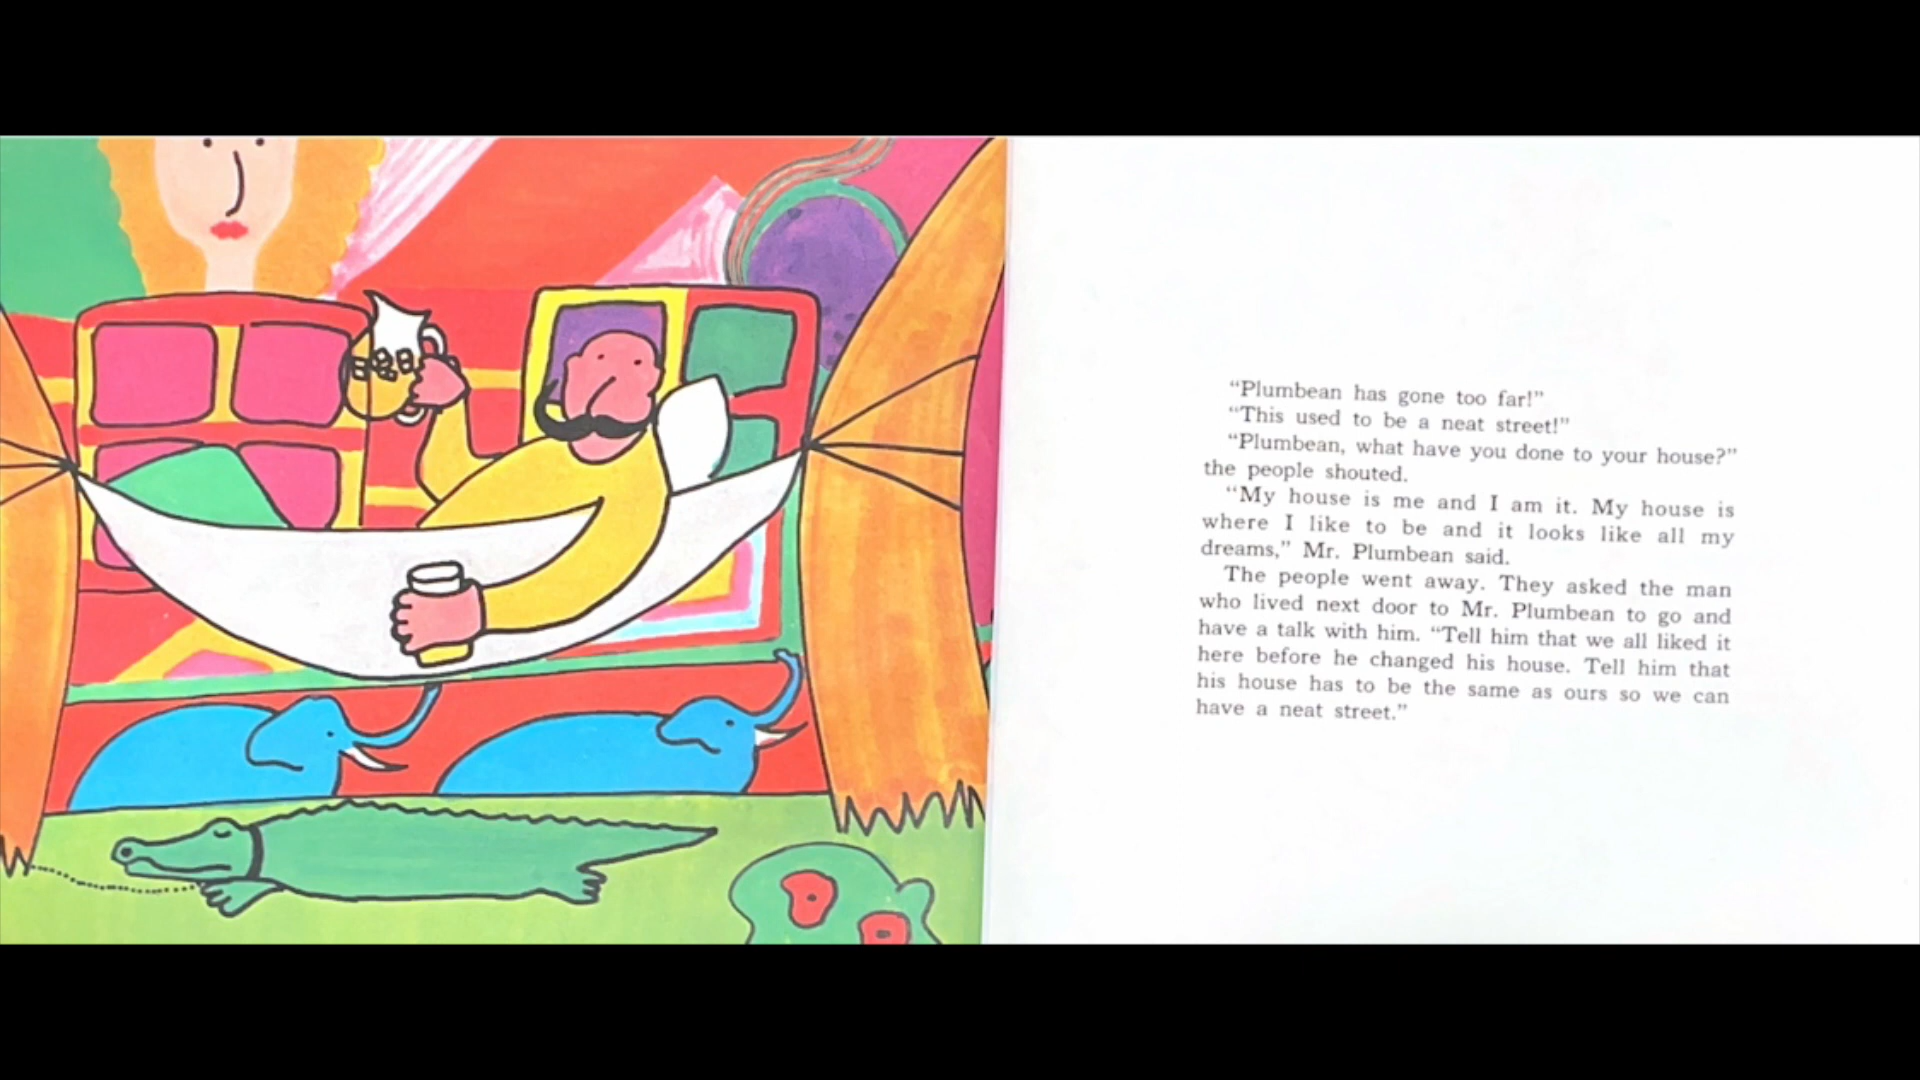 “Plumbean has gone too far!”
“This used to be a neat street!”
“Plumbean, what have you done to your house?”
the people shouted.
“My house is me and I am it. My house is
where I like to be and it looks like all my
dreams,” Mr. Plumbean said.
The people went away. They asked the man
who lived next door to Mr. Plumbean to go and
have a talk with him. “Tell him that we all liked it
here before he changed his house. Tell him that
his house has to be the same as ours so we can
have a neat street.”